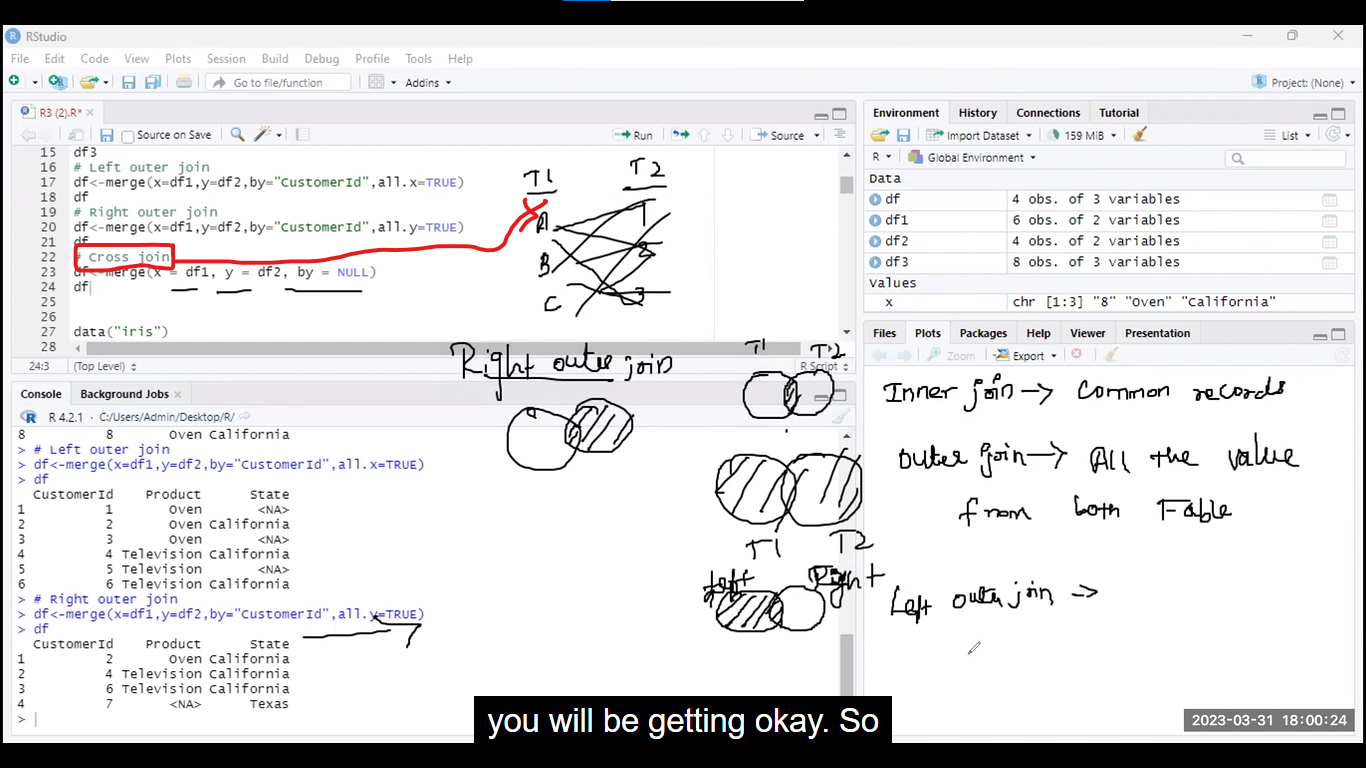 RStudio
File Edit Code View Plots Session Build Debug Profile Tools Help
Go to file/function Addins Project: (None)
R3 (2).R*
Source on Save Run Source
15 df3
16 # Left outer join
17 df<-merge(x=df1,y=df2,by="CustomerId",all.x=TRUE)
18 df
19 # Right outer join
20 df<-merge(x=df1,y=df2,by="CustomerId",all.y=TRUE)
21 df
22 # Cross join
23 df<-merge(x = df1, y = df2, by = NULL)
24 df
25
26
27 data("iris")
28
24:3 (Top Level) R Script
T1 T2
A 1
B 2
C 3
Right outer join
T1 T2
T1 T2
Left Right
Console Background Jobs
R 4.2.1 · C:/Users/Admin/Desktop/R/
8 8 Oven California
> # Left outer join
> df<-merge(x=df1,y=df2,by="CustomerId",all.x=TRUE)
> df
CustomerId Product State
1 1 Oven <NA>
2 2 Oven California
3 3 Oven <NA>
4 4 Television California
5 5 Television <NA>
6 6 Television California
> # Right outer join
> df<-merge(x=df1,y=df2,by="CustomerId",all.y=TRUE)
> df
CustomerId Product State
1 2 Oven California
2 4 Television California
3 6 Television California
4 7 <NA> Texas
>
Environment History Connections Tutorial
Import Dataset 159 MiB List
R Global Environment
Data
df 4 obs. of 3 variables
df1 6 obs. of 2 variables
df2 4 obs. of 2 variables
df3 8 obs. of 3 variables
Values
x chr [1:3] "8" "Oven" "California"
Files Plots Packages Help Viewer Presentation
Zoom Export
Inner join → Common records
Outer join → All the value
from both Table
Left outer join →
you will be getting okay. So
2023-03-31 18:00:24